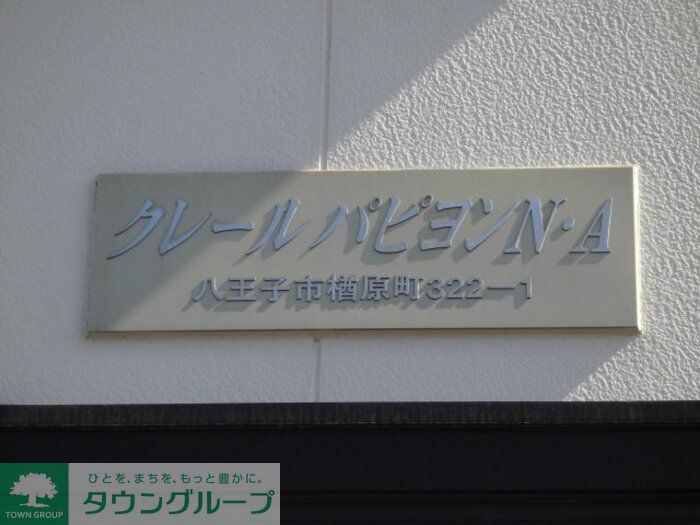 クレール パピヨンN・A
八王子市楢原町322ー1
ひとを、まちを、もっと豊かに。
タウングループ
TOWN GROUP